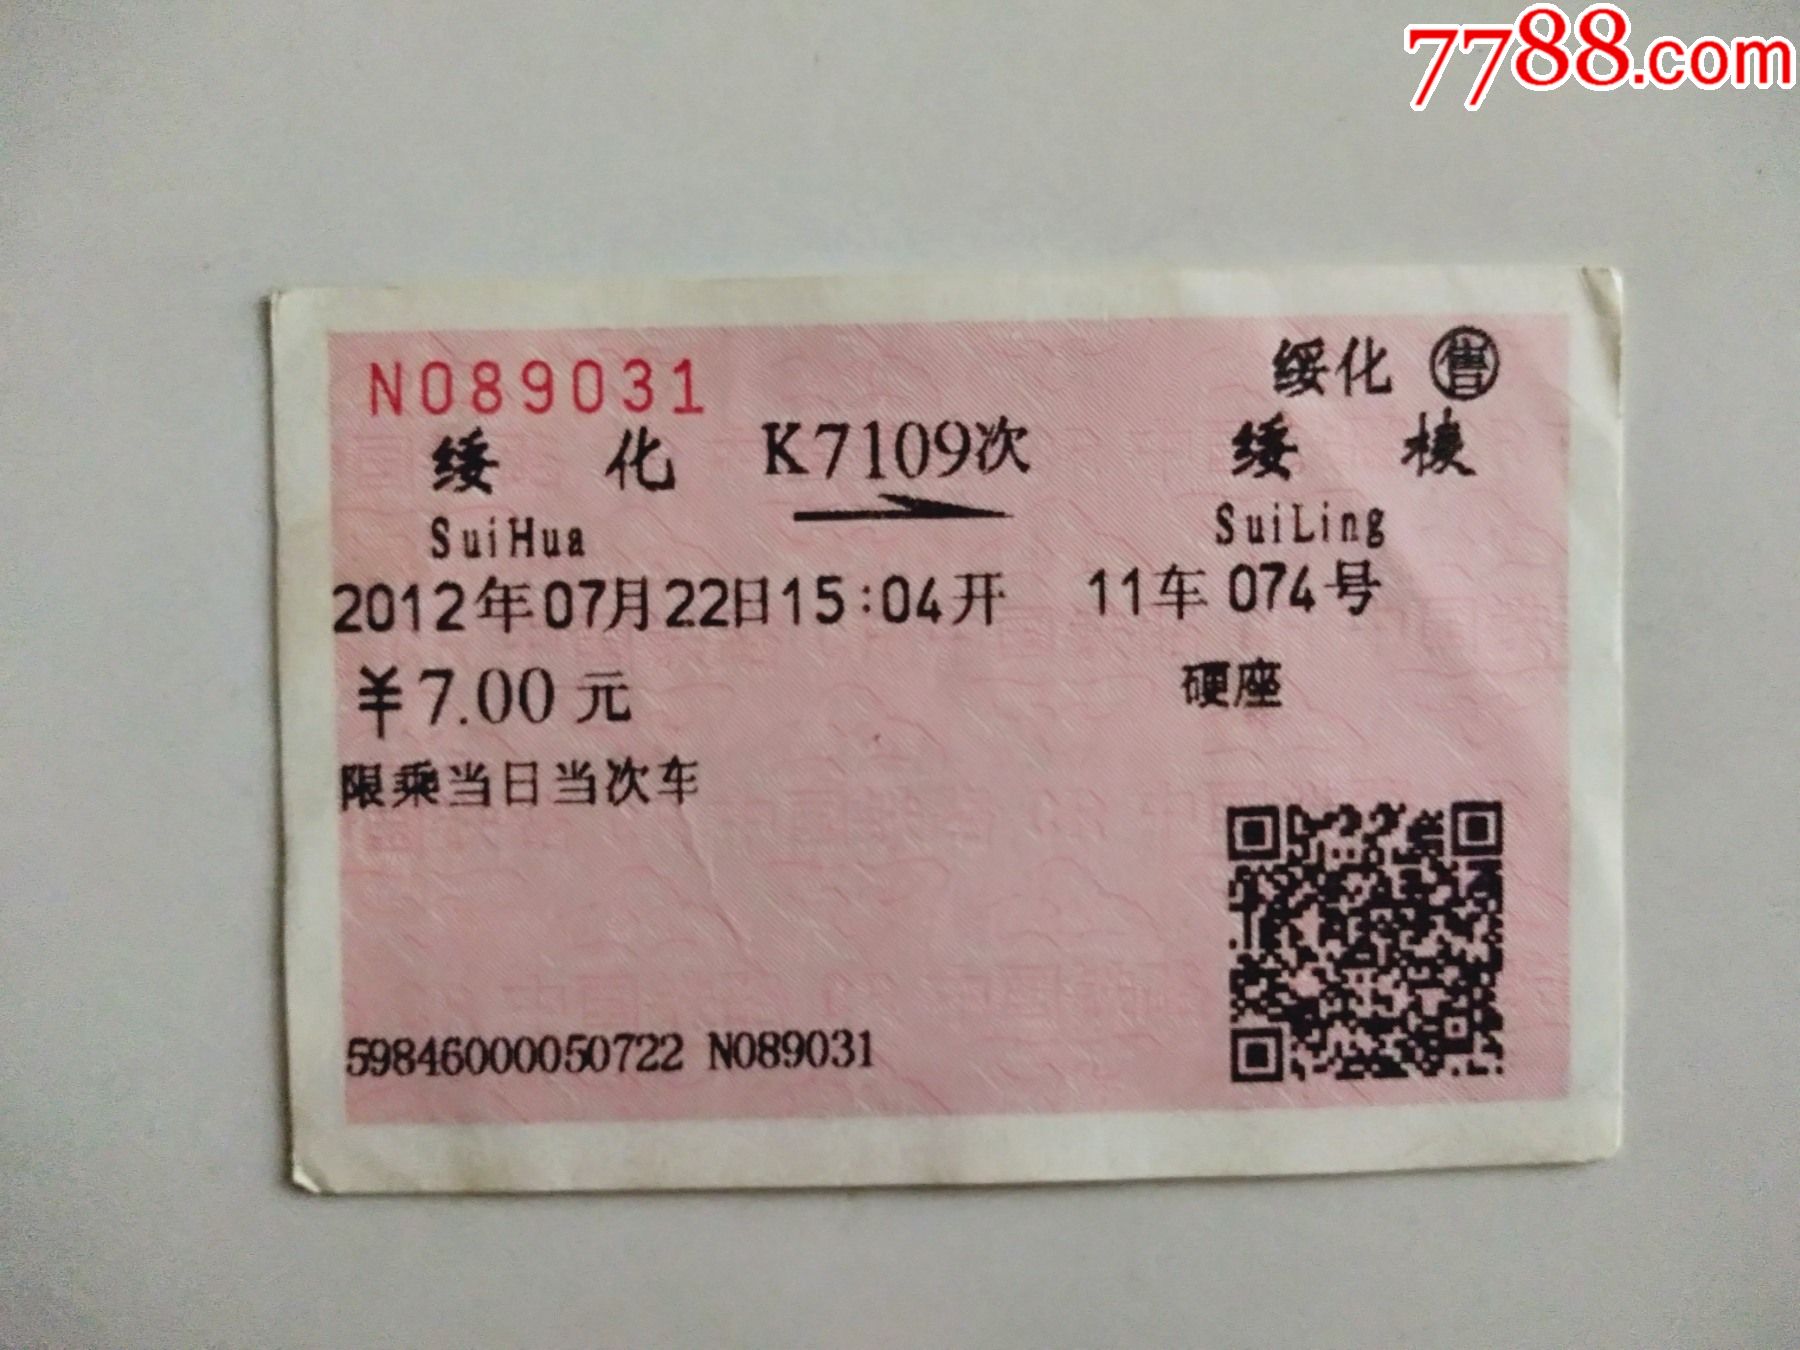 7788.com
N089031
绥化 售
绥 化 K7109次 绥 棱
SuiHua SuiLing
2012年07月22日15:04开 11车 074号
¥7.00元 硬座
限乘当日当次车
59846000050722 N089031